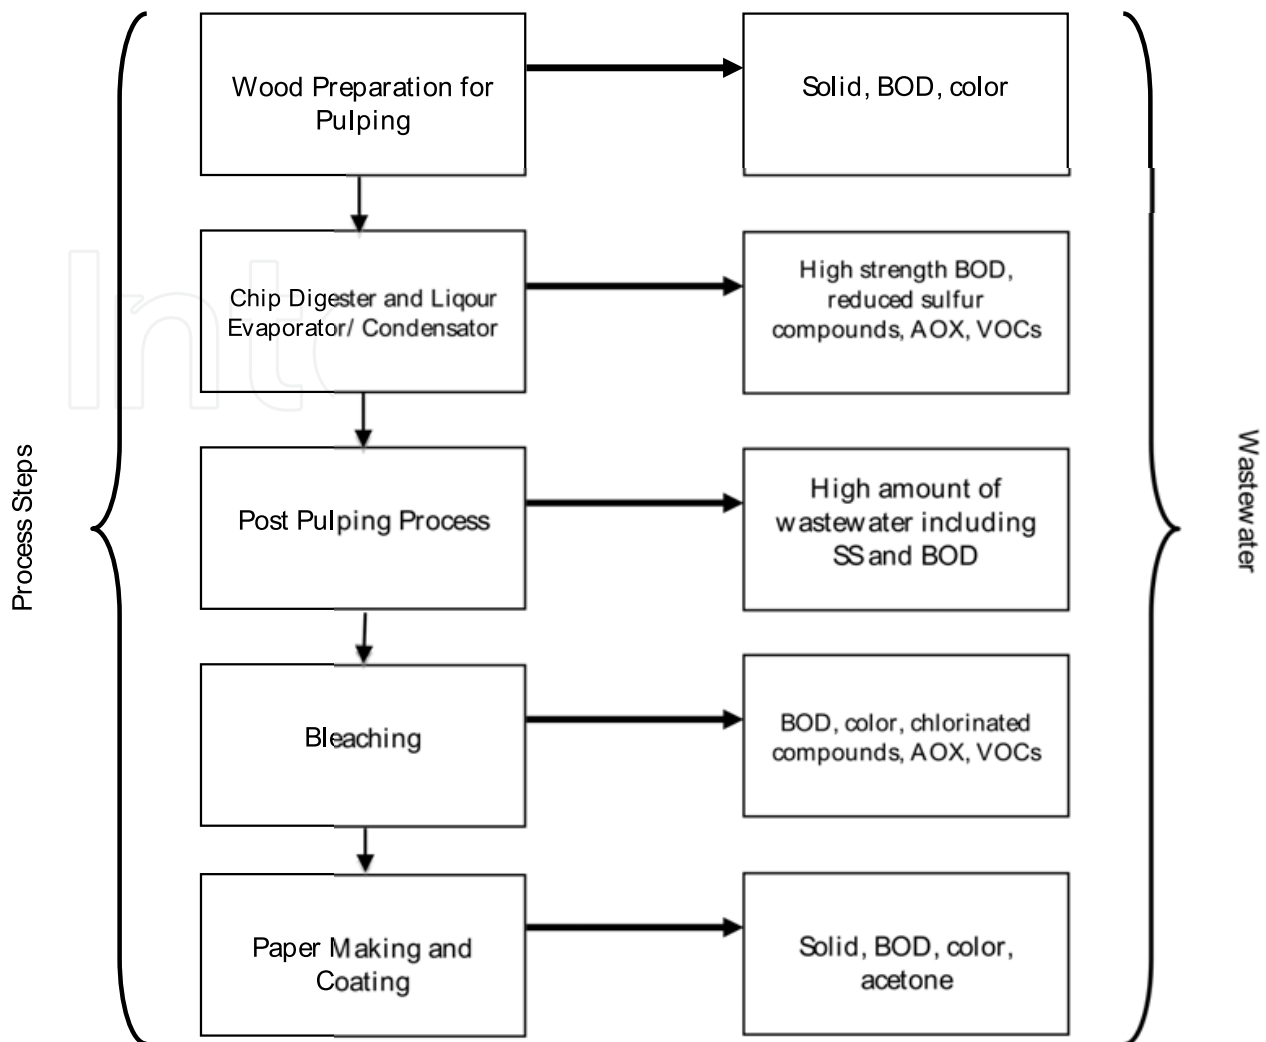 Process Steps
Wood Preparation for
Pulping
Solid, BOD, color
Chip Digester and Liqour
Evaporator/ Condensator
High strength BOD,
reduced sulfur
compounds, AOX, VOCs
Post Pulping Process
High amount of
wastewater including
SS and BOD
Bleaching
BOD, color, chlorinated
compounds, AOX, VOCs
Paper Making and
Coating
Solid, BOD, color,
acetone
Wastewater